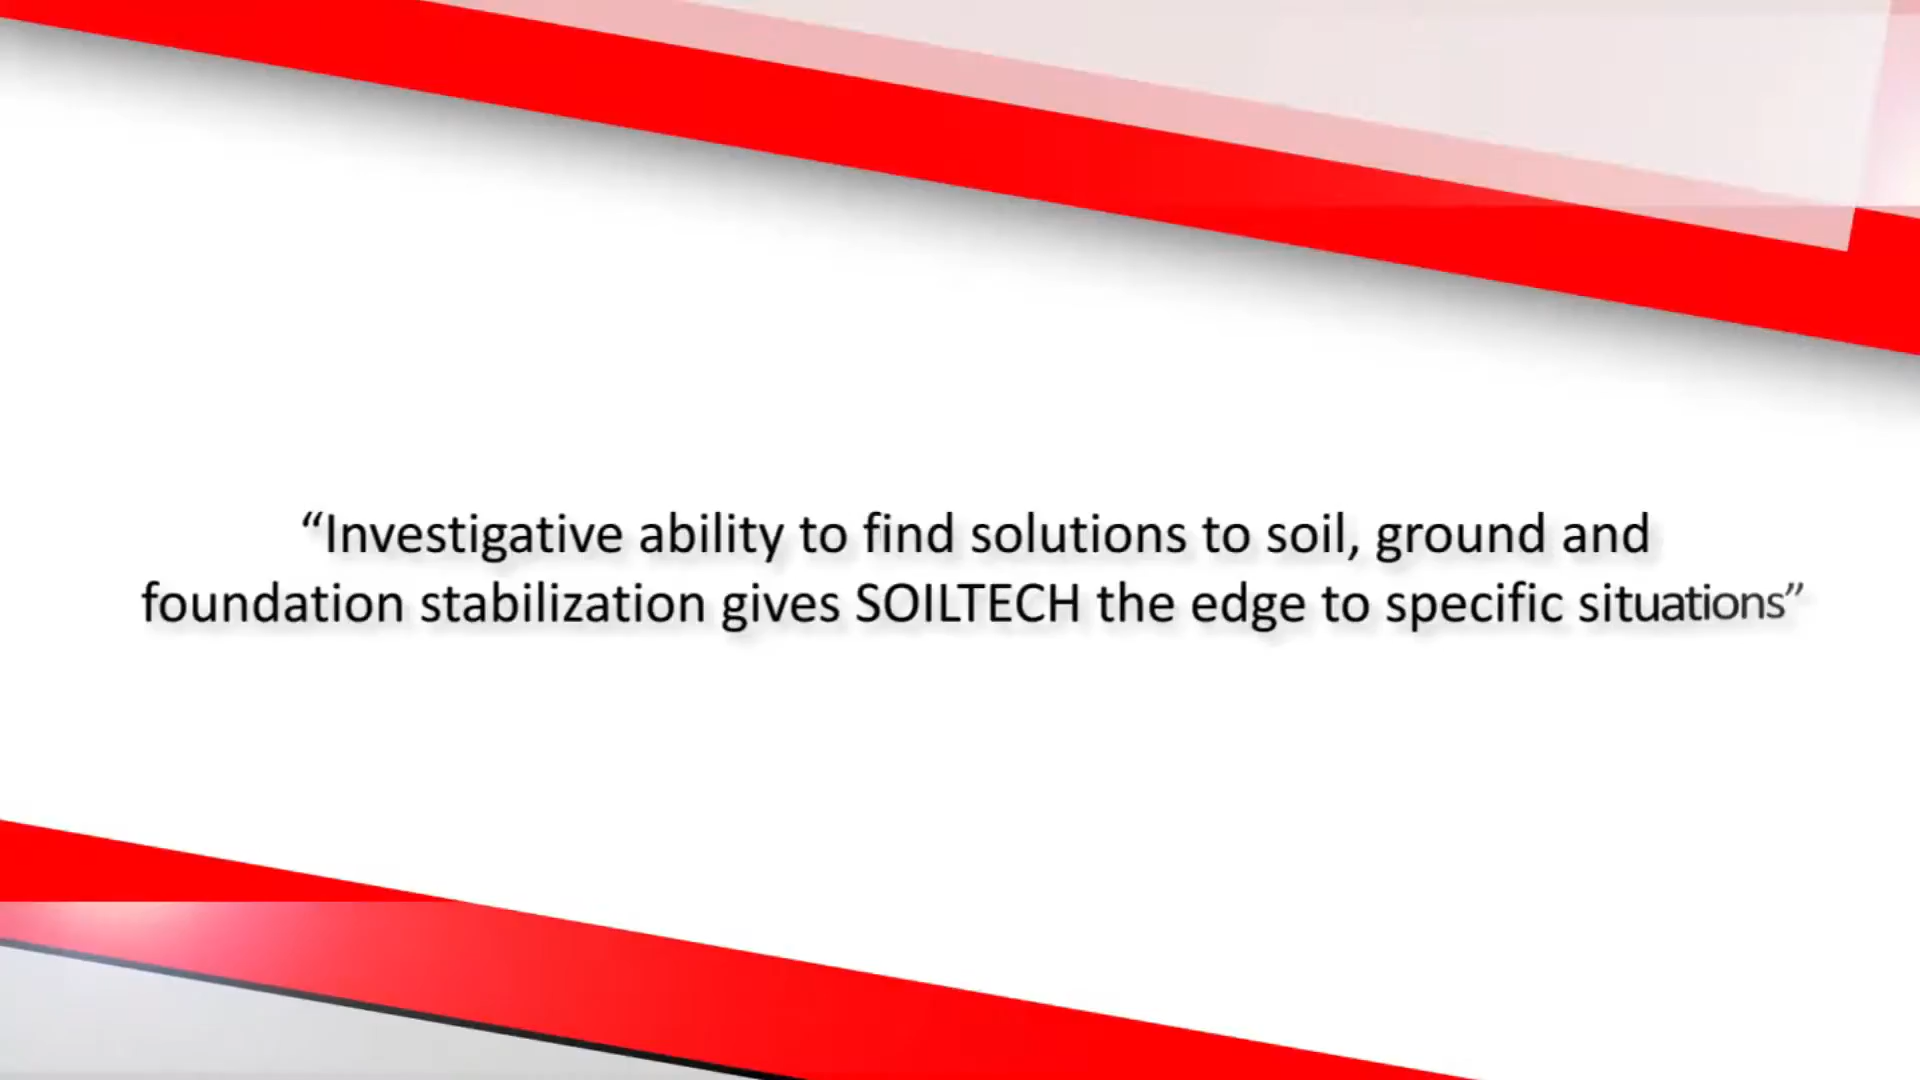 “Investigative ability to find solutions to soil, ground and
foundation stabilization gives SOILTECH the edge to specific situations”